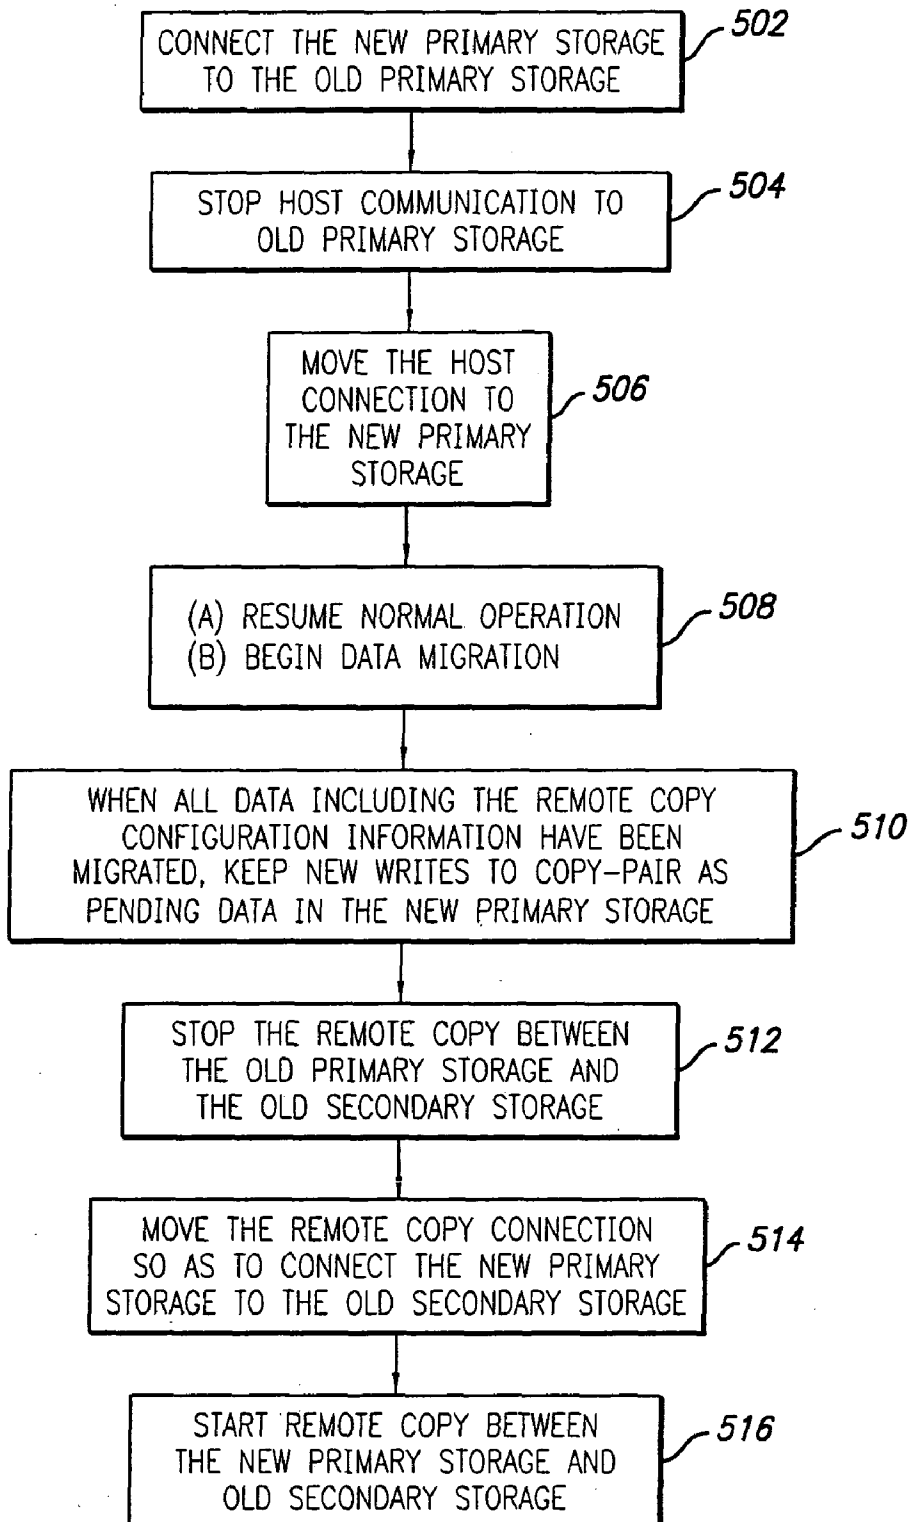 CONNECT THE NEW PRIMARY STORAGE
TO THE OLD PRIMARY STORAGE
502
STOP HOST COMMUNICATION TO
OLD PRIMARY STORAGE
504
MOVE THE HOST
CONNECTION TO
THE NEW PRIMARY
STORAGE
506
(A) RESUME NORMAL OPERATION
(B) BEGIN DATA MIGRATION
508
WHEN ALL DATA INCLUDING THE REMOTE COPY
CONFIGURATION INFORMATION HAVE BEEN
MIGRATED, KEEP NEW WRITES TO COPY-PAIR AS
PENDING DATA IN THE NEW PRIMARY STORAGE
510
STOP THE REMOTE COPY BETWEEN
THE OLD PRIMARY STORAGE AND
THE OLD SECONDARY STORAGE
512
MOVE THE REMOTE COPY CONNECTION
SO AS TO CONNECT THE NEW PRIMARY
STORAGE TO THE OLD SECONDARY STORAGE
514
START REMOTE COPY BETWEEN
THE NEW PRIMARY STORAGE AND
OLD SECONDARY STORAGE
516